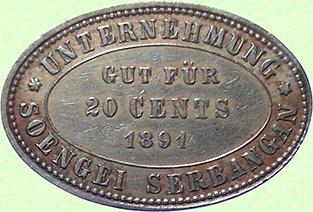 * UNTERNEHMUNG *
GUT FÜR
20 CENTS
1891
SOENGEI SERBANGAN